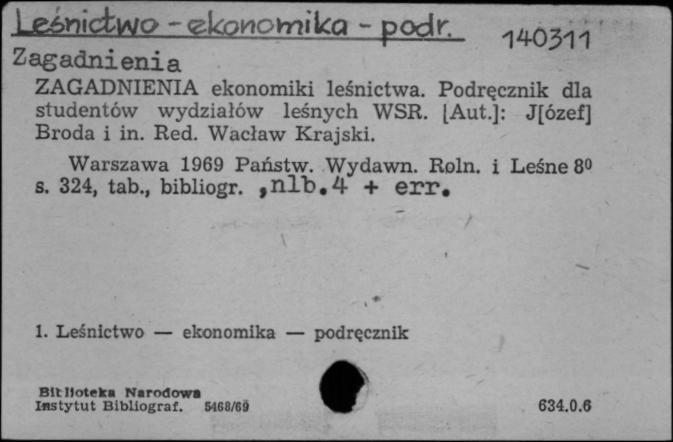 Leśnictwo - ekonomika - podr.
140311
Zagadnienia
ZAGADNIENIA ekonomiki leśnictwa. Podręcznik dla
studentów wydziałów leśnych WSR. [Aut.]: J[ózef]
Broda i in. Red. Wacław Krajski.
Warszawa 1969 Państw. Wydawn. Roln. i Leśne 8⁰
s. 324, tab., bibliogr. ,nlb.4 + err.
1. Leśnictwo — ekonomika — podręcznik
Biblioteka Narodowa
Instytut Bibliograf. 5468/69
634.0.6